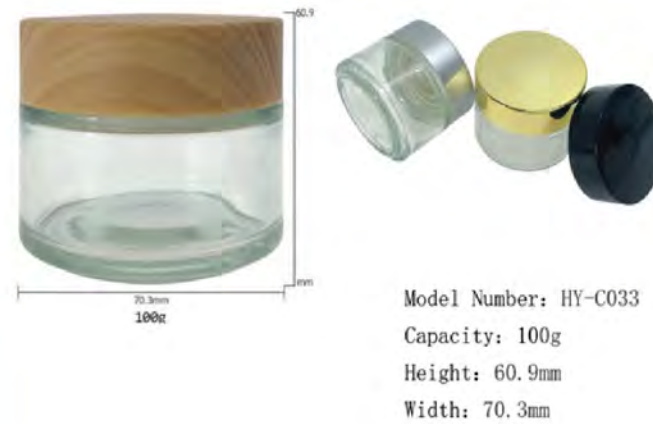 60.9
mm
70.3mm
100g
Model Number: HY-C033
Capacity: 100g
Height: 60.9mm
Width: 70.3mm